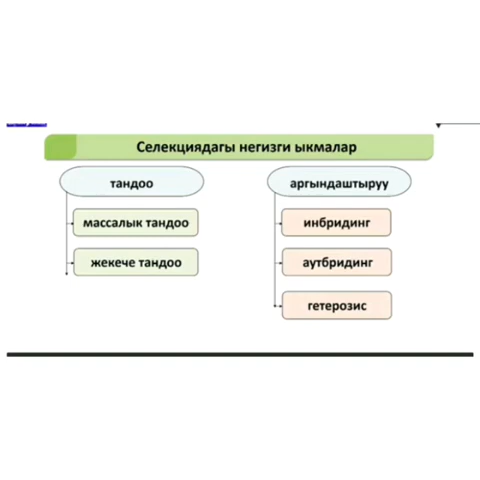 Селекциядагы негизги ыкмалар
тандоо
массалык тандоо
жекече тандоо
аргындаштыруу
инбридинг
аутбридинг
гетерозис